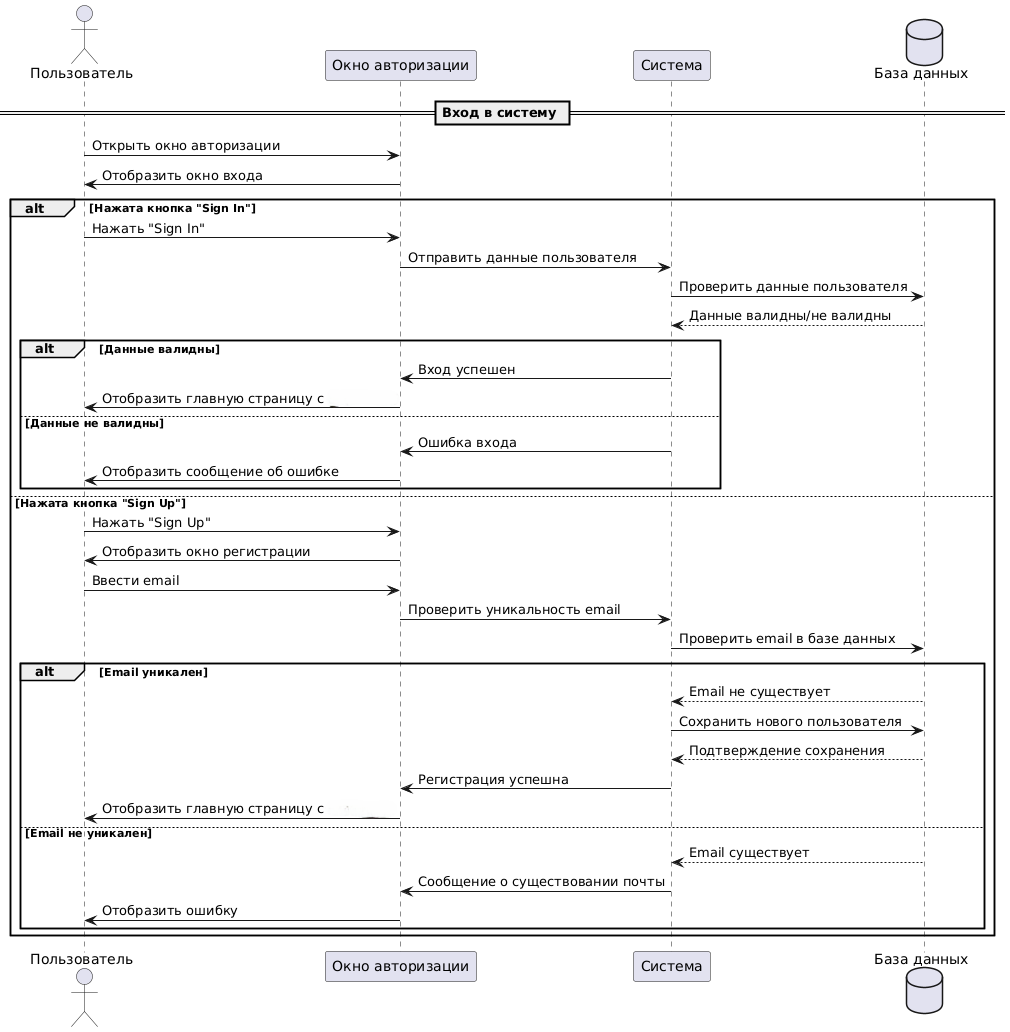 Пользователь
Окно авторизации
Система
База данных
Вход в систему
Открыть окно авторизации
Отобразить окно входа
alt [Нажата кнопка "Sign In"]
Нажать "Sign In"
Отправить данные пользователя
Проверить данные пользователя
Данные валидны/не валидны
alt [Данные валидны]
Вход успешен
Отобразить главную страницу с
[Данные не валидны]
Ошибка входа
Отобразить сообщение об ошибке
[Нажата кнопка "Sign Up"]
Нажать "Sign Up"
Отобразить окно регистрации
Ввести email
Проверить уникальность email
Проверить email в базе данных
alt [Email уникален]
Email не существует
Сохранить нового пользователя
Подтверждение сохранения
Регистрация успешна
Отобразить главную страницу с
[Email не уникален]
Email существует
Сообщение о существовании почты
Отобразить ошибку
Пользователь
Окно авторизации
Система
База данных